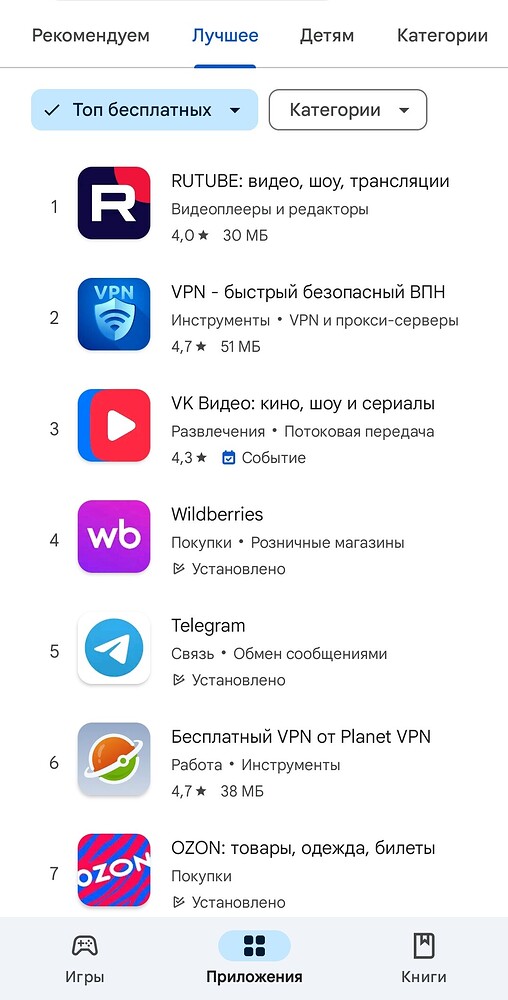 Рекомендуем Лучшее Детям Категории
Топ бесплатных Категории
1
R
RUTUBE: видео, шоу, трансляции
Видеоплееры и редакторы
4,0★ 30 МБ
2
VPN
VPN - быстрый безопасный ВПН
Инструменты • VPN и прокси-серверы
4,7★ 51 МБ
3
VK Видео: кино, шоу и сериалы
Развлечения • Потоковая передача
4,3★ Событие
4
wb
Wildberries
Покупки • Розничные магазины
Установлено
5
Telegram
Связь • Обмен сообщениями
Установлено
6
Бесплатный VPN от Planet VPN
Работа • Инструменты
4,7★ 38 МБ
7
OZON
OZON: товары, одежда, билеты
Покупки
Установлено
Игры Приложения Книги